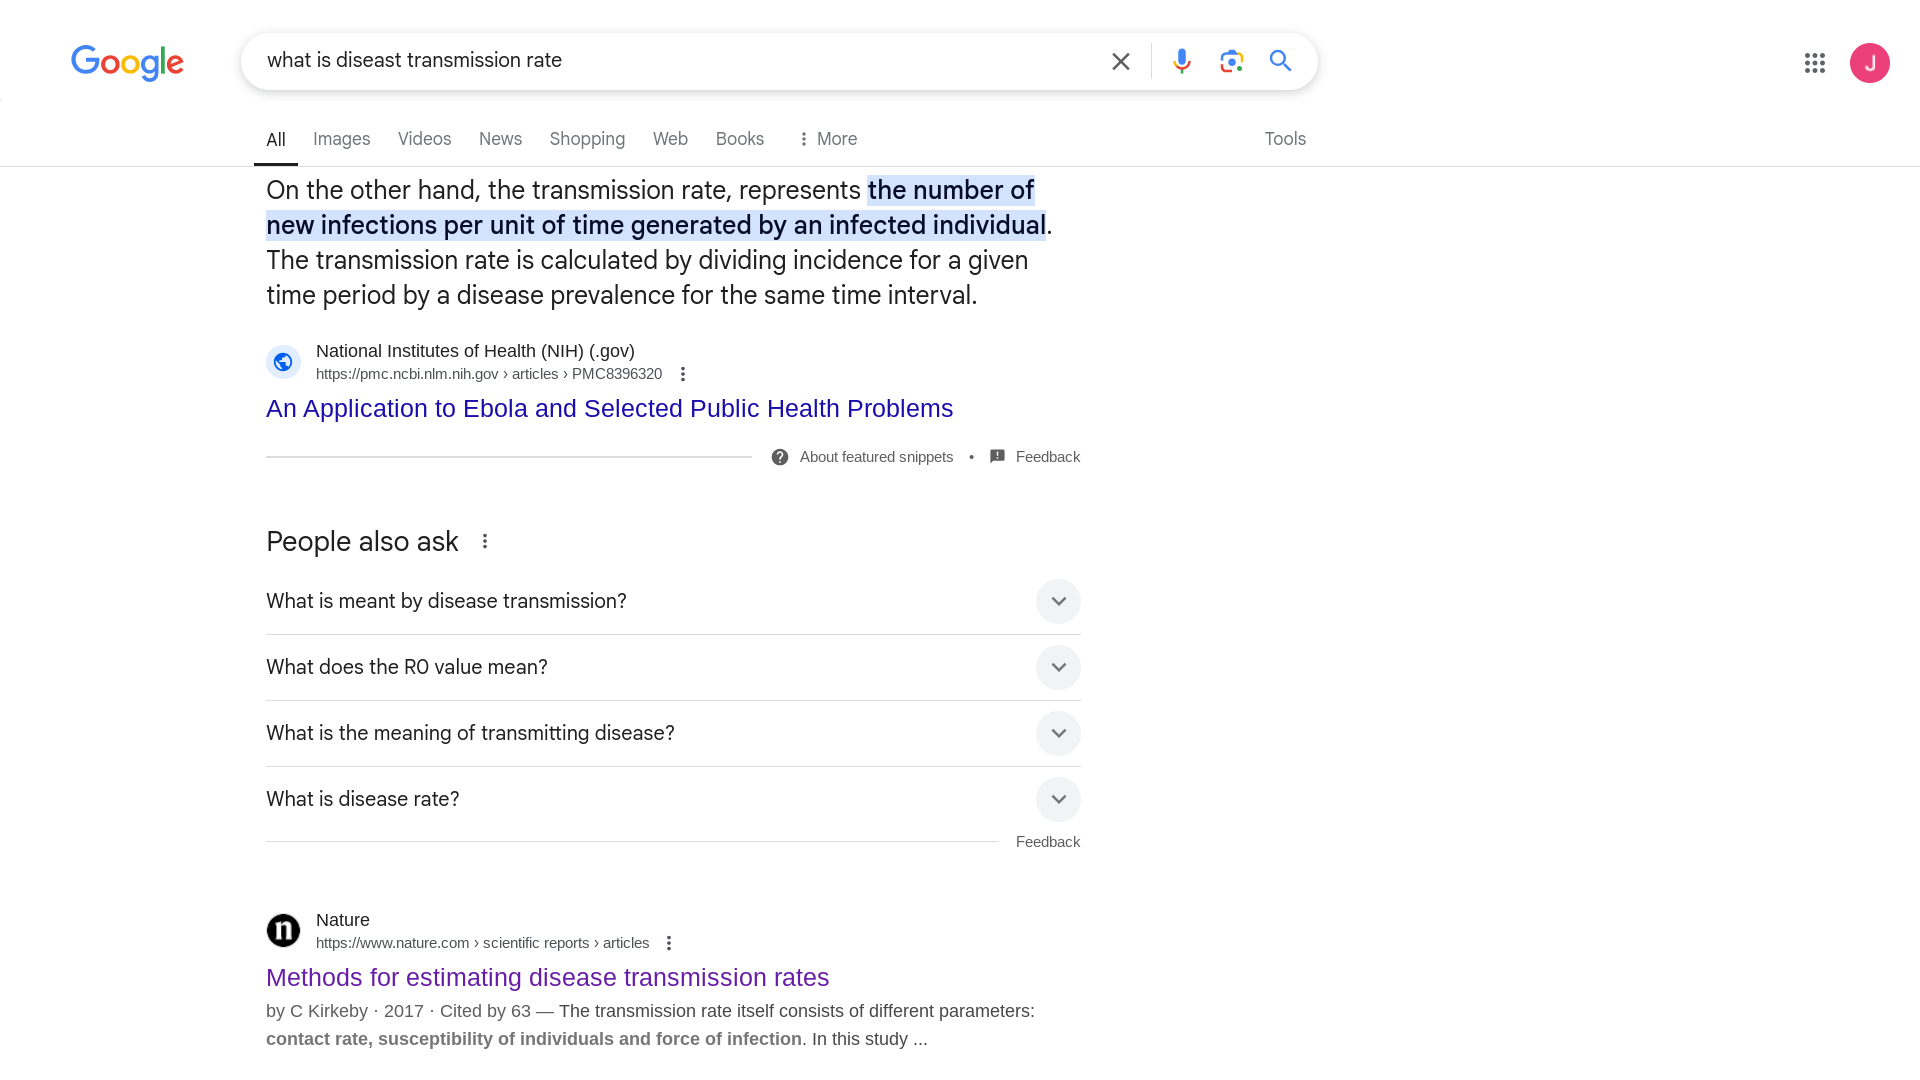 Google
what is diseast transmission rate
J
All Images Videos News Shopping Web Books More Tools
On the other hand, the transmission rate, represents the number of
new infections per unit of time generated by an infected individual.
The transmission rate is calculated by dividing incidence for a given
time period by a disease prevalence for the same time interval.
National Institutes of Health (NIH) (.gov)
https://pmc.ncbi.nlm.nih.gov › articles › PMC8396320
An Application to Ebola and Selected Public Health Problems
About featured snippets • Feedback
People also ask
What is meant by disease transmission?
What does the R0 value mean?
What is the meaning of transmitting disease?
What is disease rate?
Feedback
n
Nature
https://www.nature.com › scientific reports › articles
Methods for estimating disease transmission rates
by C Kirkeby · 2017 · Cited by 63 — The transmission rate itself consists of different parameters:
contact rate, susceptibility of individuals and force of infection. In this study ...